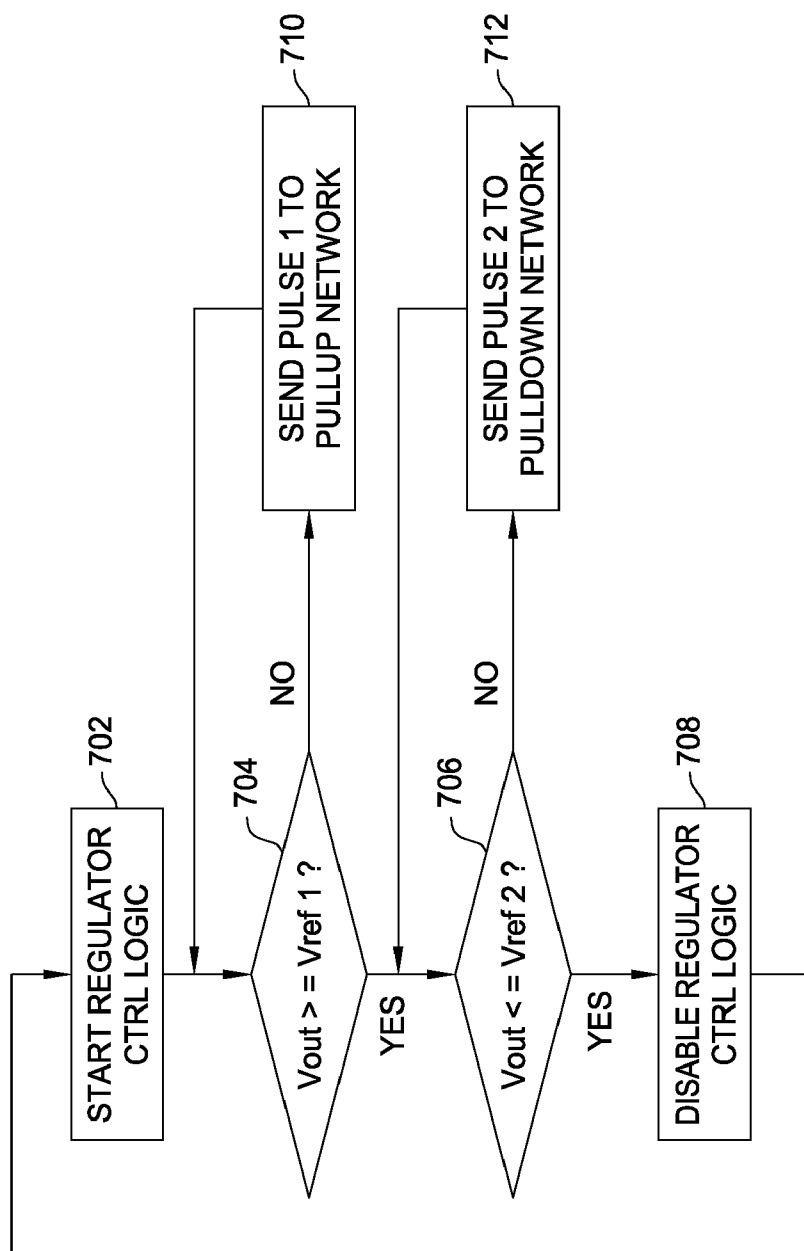 702
START REGULATOR
CTRL LOGIC
704
Vout > = Vref 1 ?
NO
710
SEND PULSE 1 TO
PULLUP NETWORK
YES
706
Vout < = Vref 2 ?
NO
712
SEND PULSE 2 TO
PULLDOWN NETWORK
YES
708
DISABLE REGULATOR
CTRL LOGIC